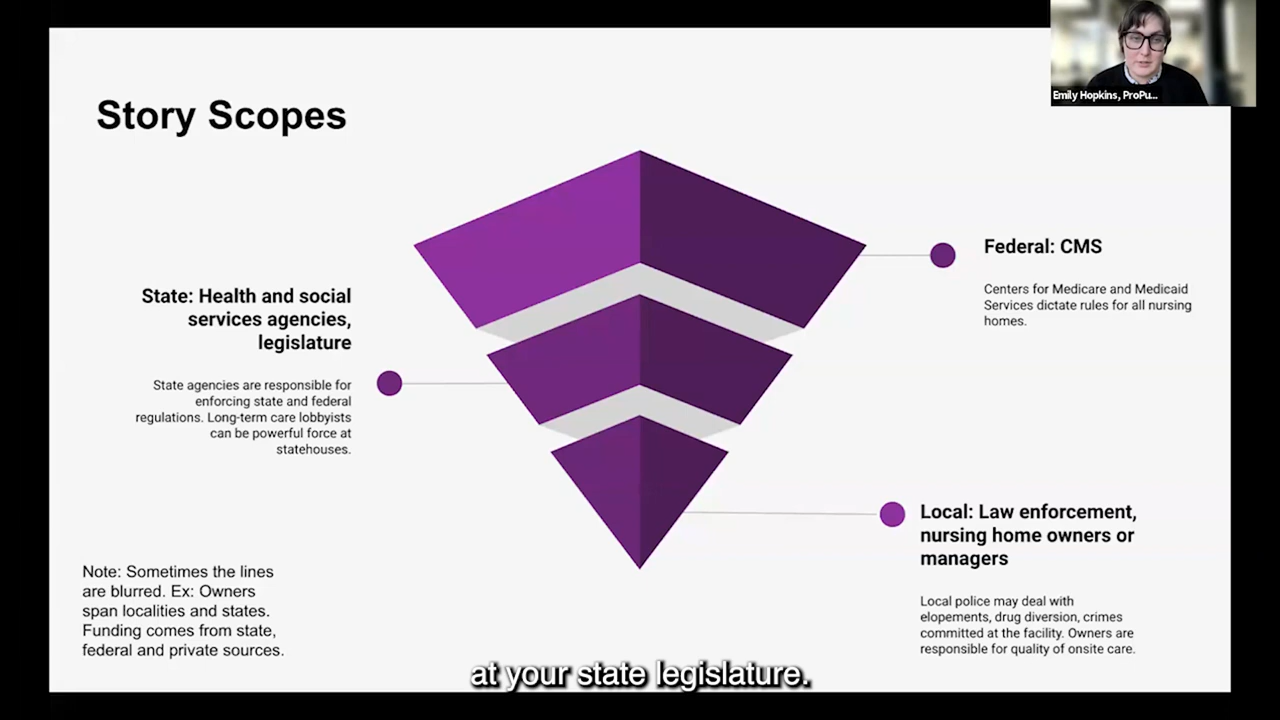 Emily Hopkins, ProPu...
Story Scopes
Federal: CMS
Centers for Medicare and Medicaid
Services dictate rules for all nursing
homes.
State: Health and social
services agencies,
legislature
State agencies are responsible for
enforcing state and federal
regulations. Long-term care lobbyists
can be powerful force at
statehouses.
Local: Law enforcement,
nursing home owners or
managers
Local police may deal with
elopements, drug diversion, crimes
committed at the facility. Owners are
responsible for quality of onsite care.
Note: Sometimes the lines
are blurred. Ex: Owners
span localities and states.
Funding comes from state,
federal and private sources.
at your state legislature.